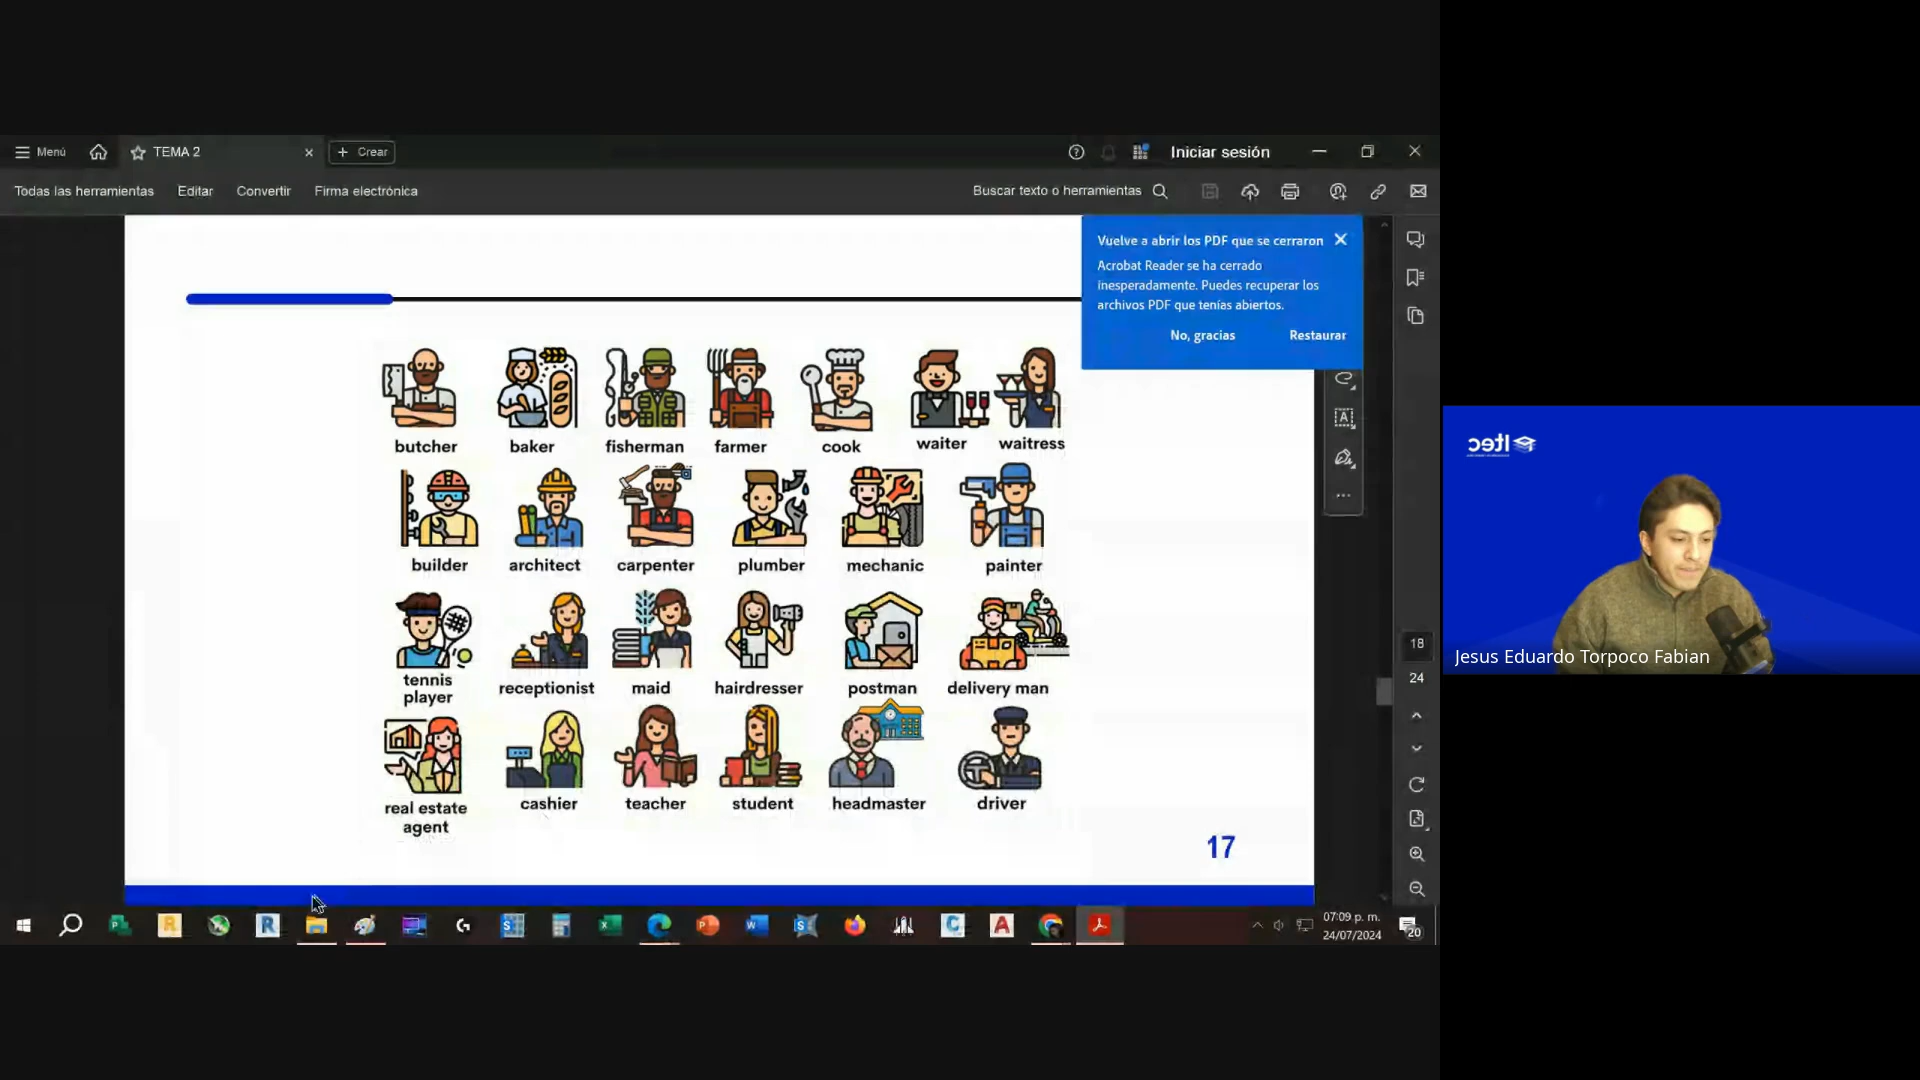 Menú
TEMA 2
Crear
Iniciar sesión
Todas las herramientas
Editar
Convertir
Firma electrónica
Buscar texto o herramientas
Vuelve a abrir los PDF que se cerraron
Acrobat Reader se ha cerrado
inesperadamente. Puedes recuperar los
archivos PDF que tenías abiertos.
No, gracias
Restaurar
butcher
baker
fisherman
farmer
cook
waiter
waitress
builder
architect
carpenter
plumber
mechanic
painter
tennis
player
receptionist
maid
hairdresser
postman
delivery man
real estate
agent
cashier
teacher
student
headmaster
driver
17
18
24
07:09 p. m.
24/07/2024
20
Itec
Jesus Eduardo Torpoco Fabian